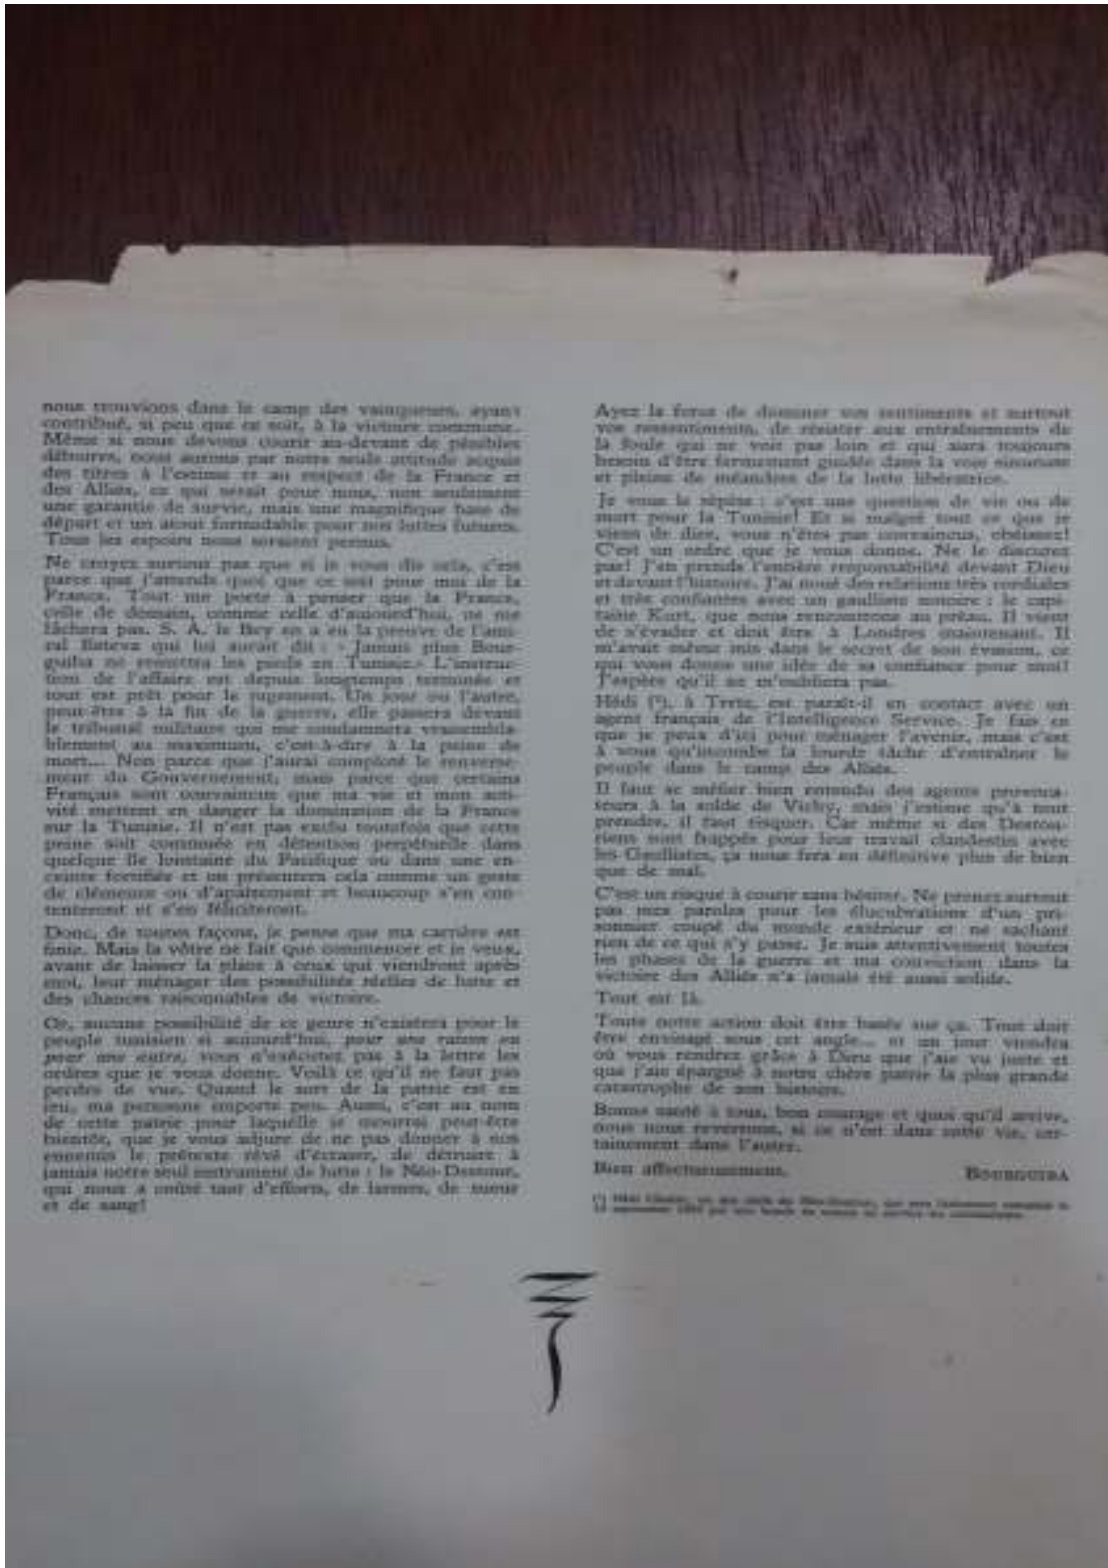 nous trouvions dans le camp des vainqueurs, ayant
contribué, si peu que ce soit, à la victoire commune.
Même si nous devons courir au-devant de pénibles
déboires, nous aurons par notre seule attitude acquis
des titres à l'estime et au respect de la France et
des Alliés, ce qui serait pour nous, non seulement
une garantie de survie, mais une magnifique base de
départ et un atout formidable pour nos luttes futures.
Tous les espoirs nous seraient permis.
Ne croyez surtout pas que si je vous dis cela, c'est
parce que j'attends quoi que ce soit pour moi de la
France. Tout me porte à penser que la France,
celle de demain, comme celle d'aujourd'hui, ne me
lâchera pas. S. A. le Bey en a eu la preuve de l'ami-
ral Esteva qui lui aurait dit : « Jamais plus Bour-
guiba ne remettra les pieds en Tunisie.» L'instruc-
tion de l'affaire est depuis longtemps terminée et
tout est prêt pour le jugement. Un jour ou l'autre,
peut-être à la fin de la guerre, elle passera devant
le tribunal militaire qui me condamnera vraisembla-
blement au maximum, c'est-à-dire à la peine de
mort... Non parce que j'aurai comploté le renverse-
ment du Gouvernement, mais parce que certains
Français sont convaincus que ma vie et mon acti-
vité mettent en danger la domination de la France
sur la Tunisie. Il n'est pas exclu toutefois que cette
peine soit commuée en détention perpétuelle dans
quelque île lointaine du Pacifique ou dans une en-
ceinte fortifiée et on présentera cela comme un geste
de clémence ou d'apaisement et beaucoup s'en con-
tenteront et s'en féliciteront.
Donc, de toutes façons, je pense que ma carrière est
finie. Mais la vôtre ne fait que commencer et je veux,
avant de laisser la place à ceux qui viendront après
moi, leur ménager des possibilités réelles de lutte et
des chances raisonnables de victoire.
Or, aucune possibilité de ce genre n'existera pour le
peuple tunisien si aujourd'hui, pour une raison ou
pour une autre, vous n'exécutez pas à la lettre les
ordres que je vous donne. Voilà ce qu'il ne faut pas
perdre de vue. Quand le sort de la patrie est en
jeu, ma personne importe peu. Aussi, c'est au nom
de cette patrie pour laquelle je mourrai peut-être
bientôt, que je vous adjure de ne pas donner à nos
ennemis le prétexte rêvé d'écraser, de détruire à
jamais notre seul instrument de lutte : le Néo-Destour,
qui nous a coûté tant d'efforts, de larmes, de sueur
et de sang!
Ayez la force de dominer vos sentiments et surtout
vos ressentiments, de résister aux entraînements de
la foule qui ne voit pas loin et qui aura toujours
besoin d'être fermement guidée dans la voie sinueuse
et pleine de méandres de la lutte libératrice.
Je vous le répète : c'est une question de vie ou de
mort pour la Tunisie! Et si malgré tout ce que je
viens de dire, vous n'êtes pas convaincus, obéissez!
C'est un ordre que je vous donne. Ne le discutez
pas! J'en prends l'entière responsabilité devant Dieu
et devant l'histoire. J'ai noué des relations très cordiales
et très confiantes avec un gaulliste notoire : le capi-
taine Kort, que nous rencontrons au préau. Il vient
de s'évader et doit être à Londres maintenant. Il
m'avait même mis dans le secret de son évasion, ce
qui vous donne une idée de sa confiance pour moi!
J'espère qu'il ne m'oubliera pas.
Hédi (*), à Tretz, est paraît-il en contact avec un
agent français de l'Intelligence Service. Je fais ce
que je peux d'ici pour ménager l'avenir, mais c'est
à vous qu'incombe la lourde tâche d'entraîner le
peuple dans le camp des Alliés.
Il faut se méfier bien entendu des agents provoca-
teurs à la solde de Vichy, mais j'estime qu'à tout
prendre, il faut risquer. Car même si des Destou-
riens sont frappés pour leur travail clandestin avec
les Gaullistes, ça nous fera en définitive plus de bien
que de mal.
C'est un risque à courir sans hésiter. Ne prenez surtout
pas mes paroles pour les élucubrations d'un pri-
sonnier coupé du monde extérieur et ne sachant
rien de ce qui s'y passe. Je suis attentivement toutes
les phases de la guerre et ma conviction dans la
victoire des Alliés n'a jamais été aussi solide.
Tout est là.
Toute notre action doit être basée sur ça. Tout doit
être envisagé sous cet angle... et un jour viendra
où vous rendrez grâce à Dieu que j'aie vu juste et
que j'aie épargné à notre chère patrie la plus grande
catastrophe de son histoire.
Bonne santé à tous, bon courage et quoi qu'il arrive,
nous nous reverrons, si ce n'est dans cette vie, cer-
tainement dans l'autre.
Bien affectueusement. BOURGUIBA